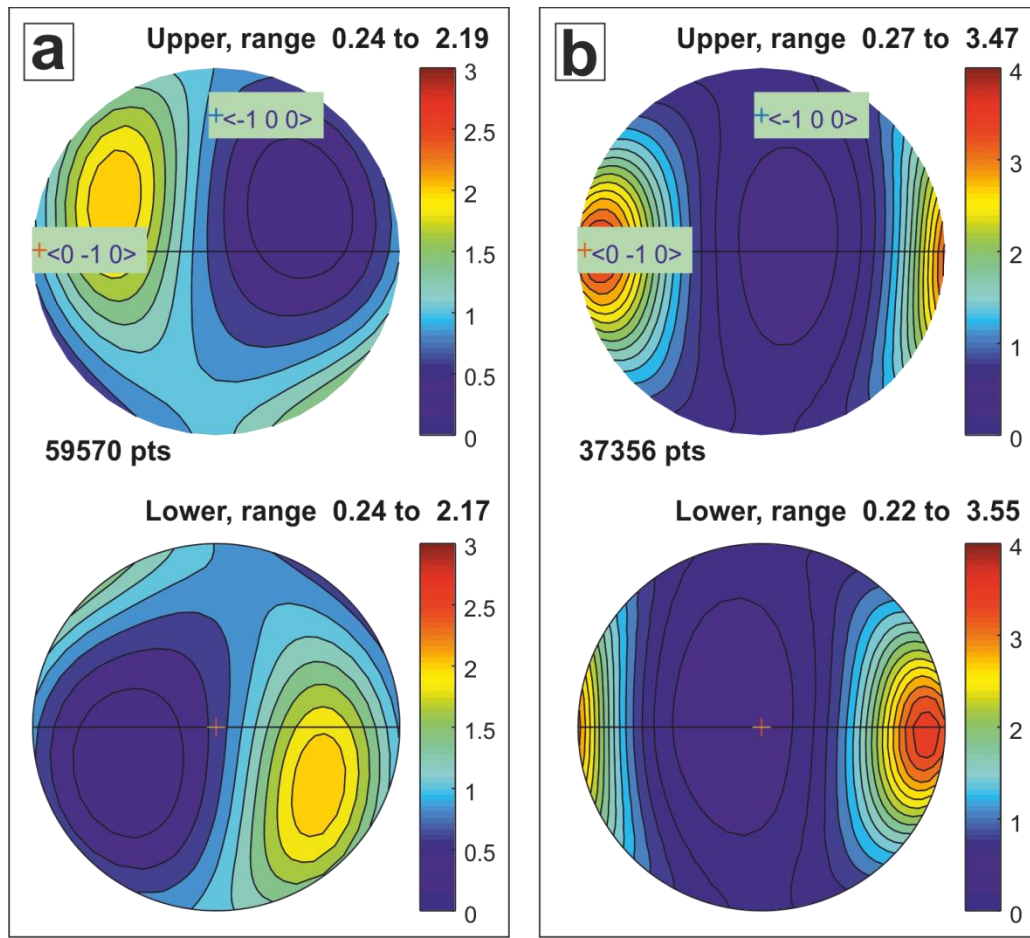 a
Upper, range 0.24 to 2.19
3
2.5
2
1.5
1
0.5
0
<-1 0 0>
<0 -1 0>
59570 pts
Lower, range 0.24 to 2.17
3
2.5
2
1.5
1
0.5
0
b
Upper, range 0.27 to 3.47
4
3
2
1
0
<-1 0 0>
<0 -1 0>
37356 pts
Lower, range 0.22 to 3.55
4
3
2
1
0